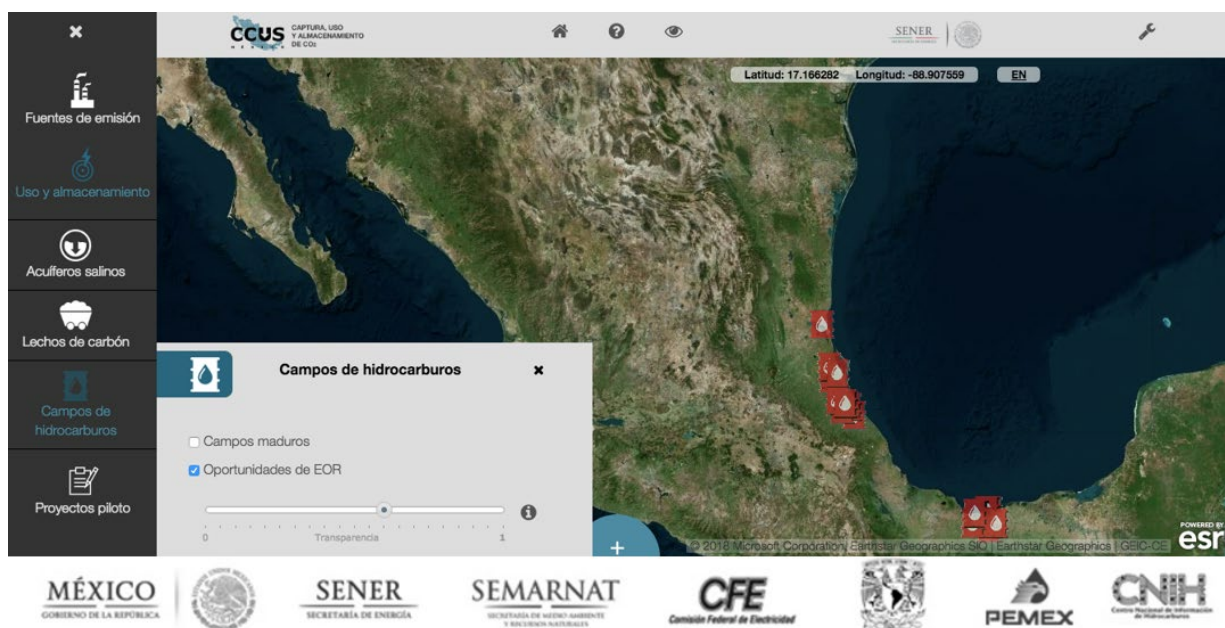 CCUS
MÉXICO
CAPTURA, USO
Y ALMACENAMIENTO
DE CO₂
SENER
Latitud: 17.166282 Longitud: -88.907559 EN
Fuentes de emisión
Uso y almacenamiento
Acuíferos salinos
Lechos de carbón
Campos de
hidrocarburos
Proyectos piloto
Campos de hidrocarburos
Campos maduros
Oportunidades de EOR
0 Transparencia 1
+
© 2018 Microsoft Corporation, Earthstar Geographics SIO | Earthstar Geographics | GEIC-CE
POWERED BY
esri
MÉXICO
GOBIERNO DE LA REPÚBLICA
SENER
SECRETARÍA DE ENERGÍA
SEMARNAT
SECRETARÍA DE MEDIO AMBIENTE
Y RECURSOS NATURALES
CFE
Comisión Federal de Electricidad
PEMEX
CNIH
Centro Nacional de Información
de Hidrocarburos